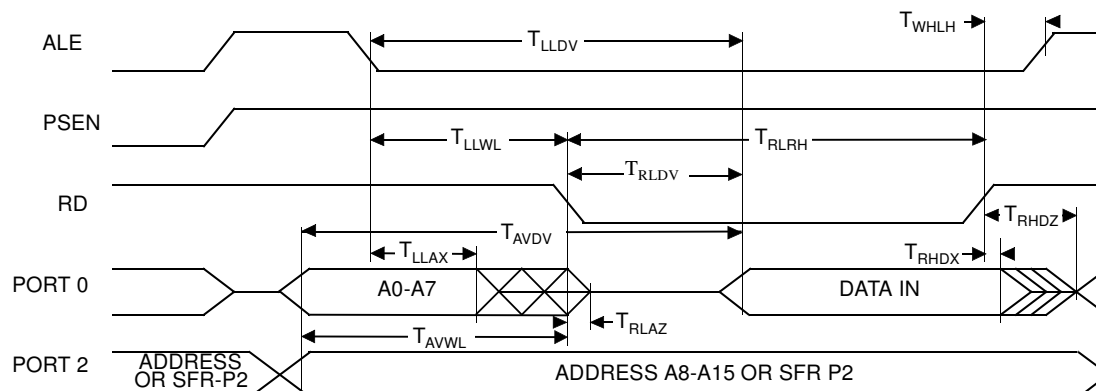 T_WHLH
ALE
T_LLDV
PSEN
T_LLWL
T_RLRH
T_RLDV
RD
T_RHDZ
T_AVDV
T_LLAX
T_RHDX
PORT 0
A0-A7
DATA IN
T_RLAZ
T_AVWL
PORT 2
ADDRESS
OR SFR-P2
ADDRESS A8-A15 OR SFR P2